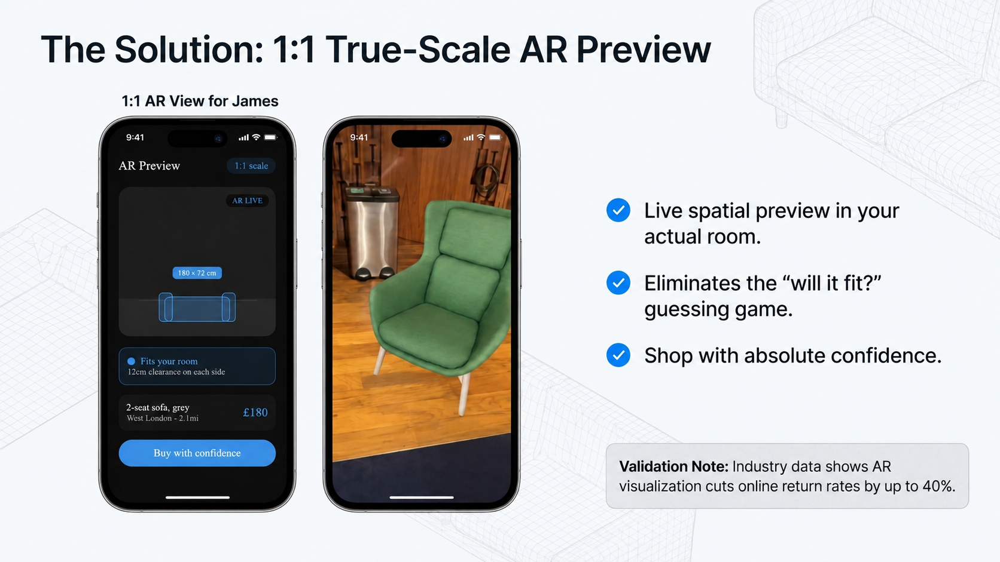 The Solution: 1:1 True-Scale AR Preview
1:1 AR View for James
9:41
AR Preview
1:1 scale
AR LIVE
180 × 72 cm
Fits your room
12cm clearance on each side
2-seat sofa, grey
West London - 2.1mi
£180
Buy with confidence
9:41
Live spatial preview in your
actual room.
Eliminates the “will it fit?”
guessing game.
Shop with absolute confidence.
Validation Note: Industry data shows AR
visualization cuts online return rates by up to 40%.